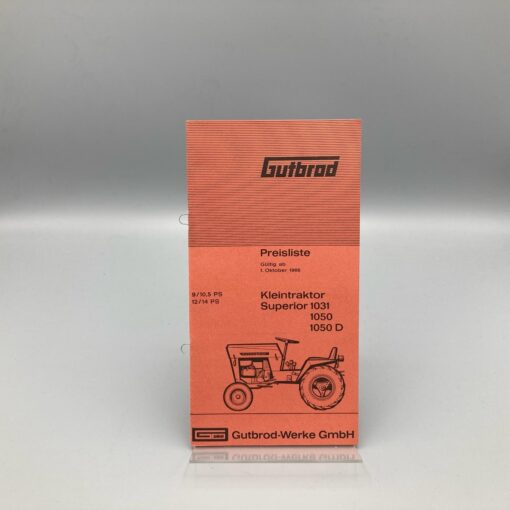 Gutbrod
Preisliste
Gültig ab
1. Oktober 1966
9/10,5 PS
12/14 PS
Kleintraktor
Superior 1031
1050
1050 D
Gutbrod-Werke GmbH